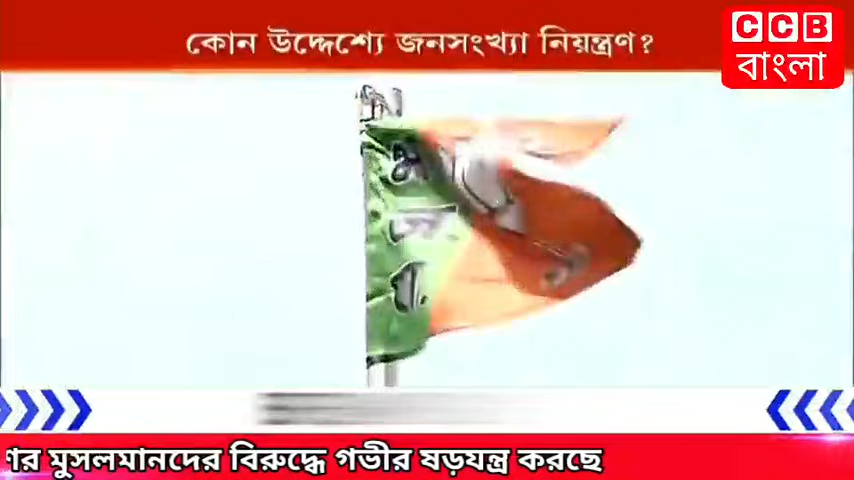 কোন উদ্দেশ্যে জনসংখ্যা নিয়ন্ত্রণ?
CCB
বাংলা
মুসলমানদের বিরুদ্ধে গভীর ষড়যন্ত্র করছে